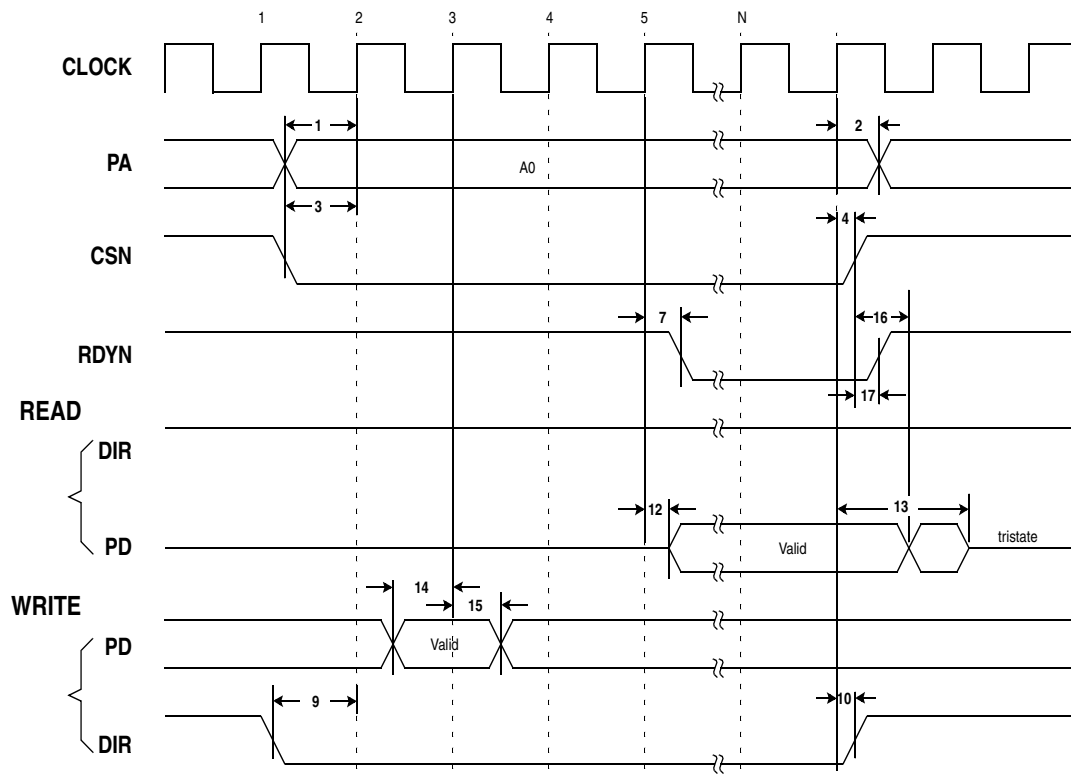 1 2 3 4 5 N
CLOCK
1 2
PA
A0
3
4
CSN
7 16
RDYN
17
READ
DIR
12 13
PD Valid tristate
14
WRITE 15
PD Valid
9 10
DIR